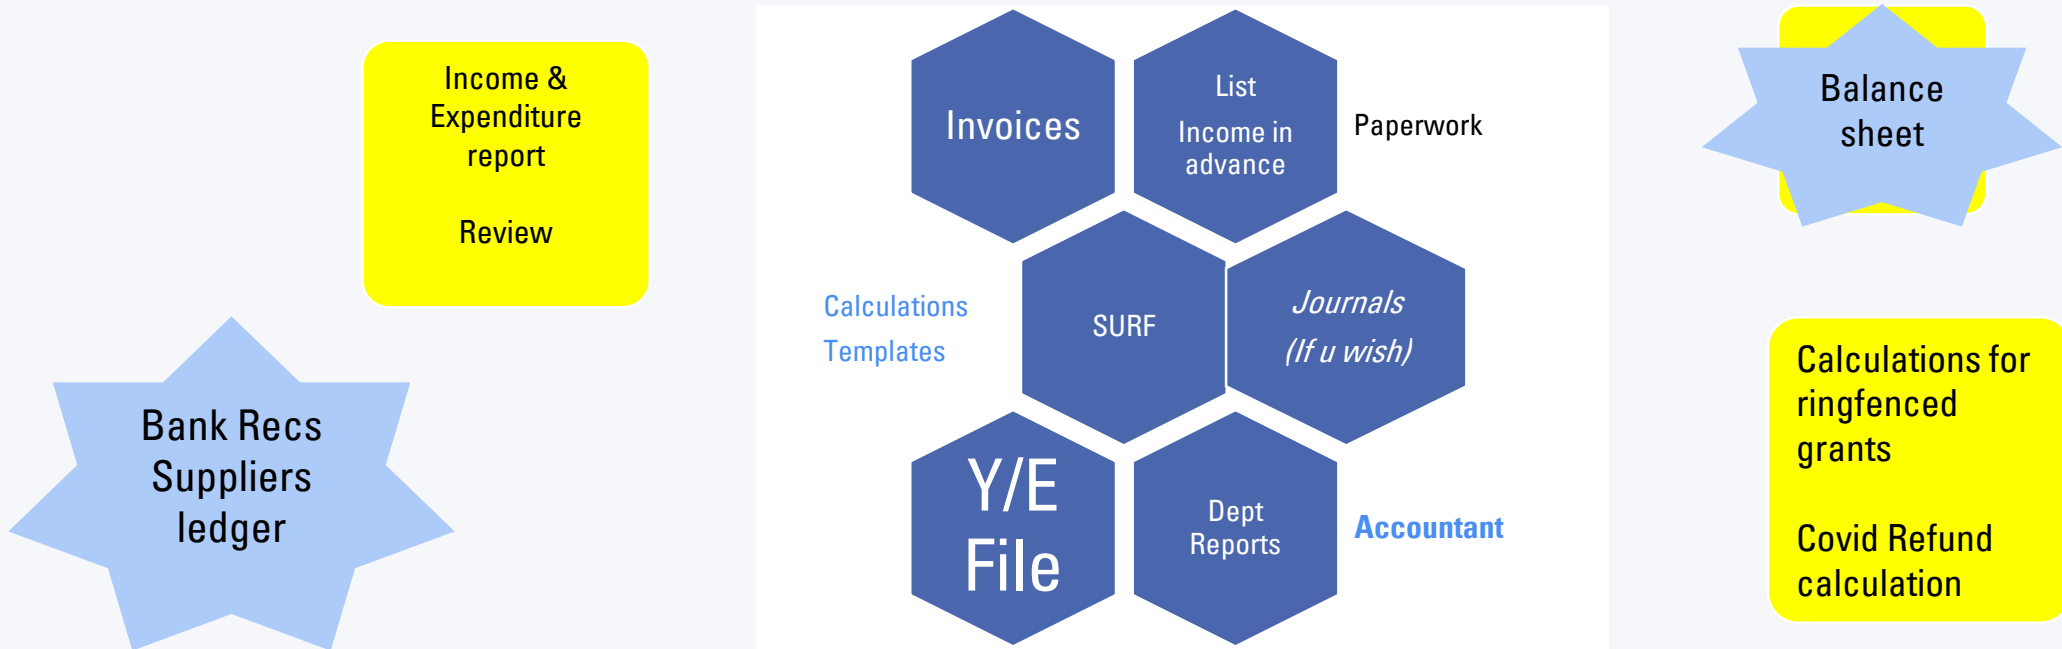 Income &
Expenditure
report
Review
Bank Recs
Suppliers
ledger
Invoices
List
Income in
advance
Paperwork
Calculations
Templates
SURF
Journals
(If u wish)
Y/E
File
Dept
Reports
Accountant
Balance
sheet
Calculations for
ringfenced
grants
Covid Refund
calculation